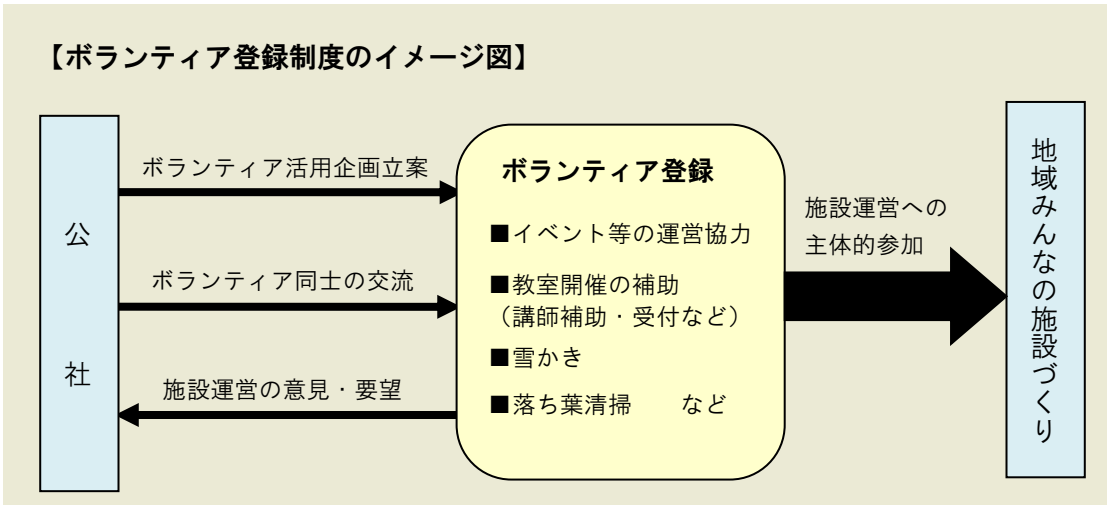 【ボランティア登録制度のイメージ図】
公社
ボランティア活用企画立案
ボランティア同士の交流
施設運営の意見・要望
ボランティア登録
■イベント等の運営協力
■教室開催の補助
（講師補助・受付など）
■雪かき
■落ち葉清掃　　など
施設運営への
主体的参加
地域みんなの施設づくり